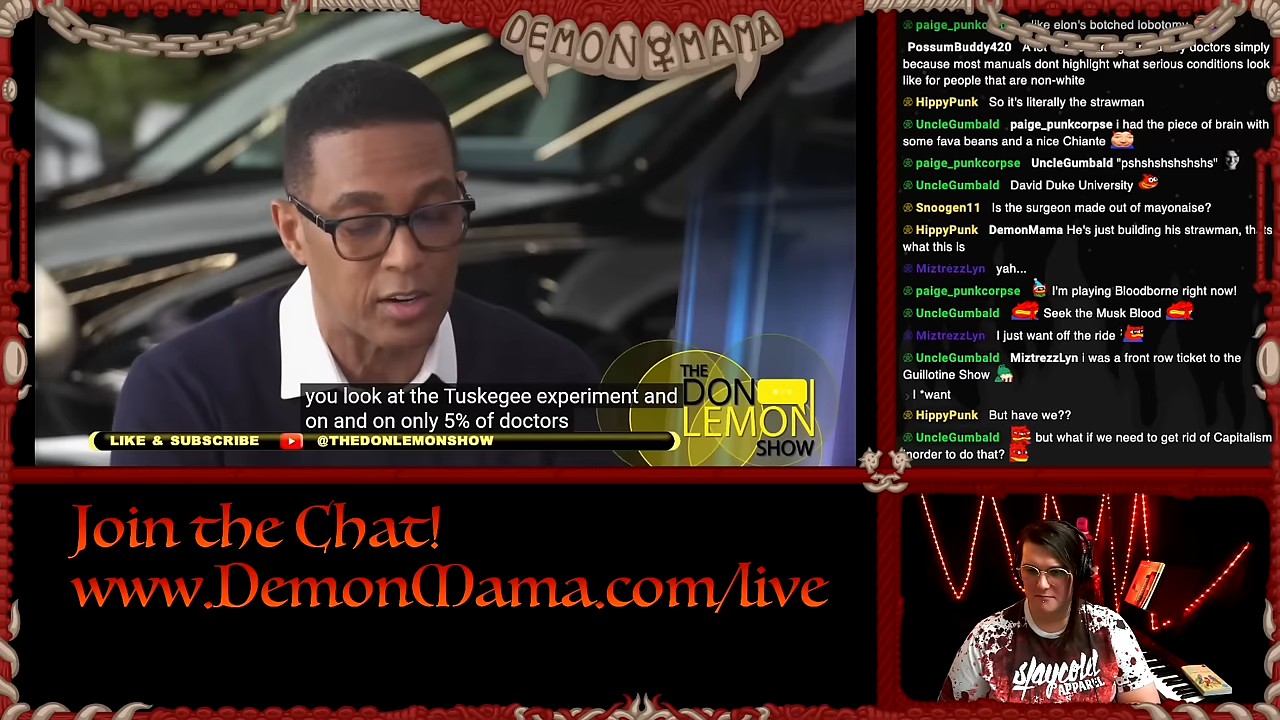 DEMON MAMA
you look at the Tuskegee experiment and
on and on only 5% of doctors
LIKE & SUBSCRIBE
@THEDONLEMONSHOW
THE
DON
LEMON
SHOW
paige_punkco like elon's botched lobotomy
PossumBuddy420 doctors simply
because most manuals dont highlight what serious conditions look
like for people that are non-white
HippyPunk So it's literally the strawman
UncleGumbald paige_punkcorpse i had the piece of brain with
some fava beans and a nice Chiante
paige_punkcorpse UncleGumbald "pshshshshshshs"
UncleGumbald David Duke University
Snoogen11 Is the surgeon made out of mayonaise?
HippyPunk DemonMama He's just building his strawman, thats
what this is
MiztrezzLyn yah...
paige_punkcorpse I'm playing Bloodborne right now!
UncleGumbald Seek the Musk Blood
MiztrezzLyn I just want off the ride
UncleGumbald MiztrezzLyn i was a front row ticket to the
Guillotine Show
I *want
HippyPunk But have we??
UncleGumbald but what if we need to get rid of Capitalism
norder to do that?
Join the Chat!
www.DemonMama.com/live
slaycold
APPAREL